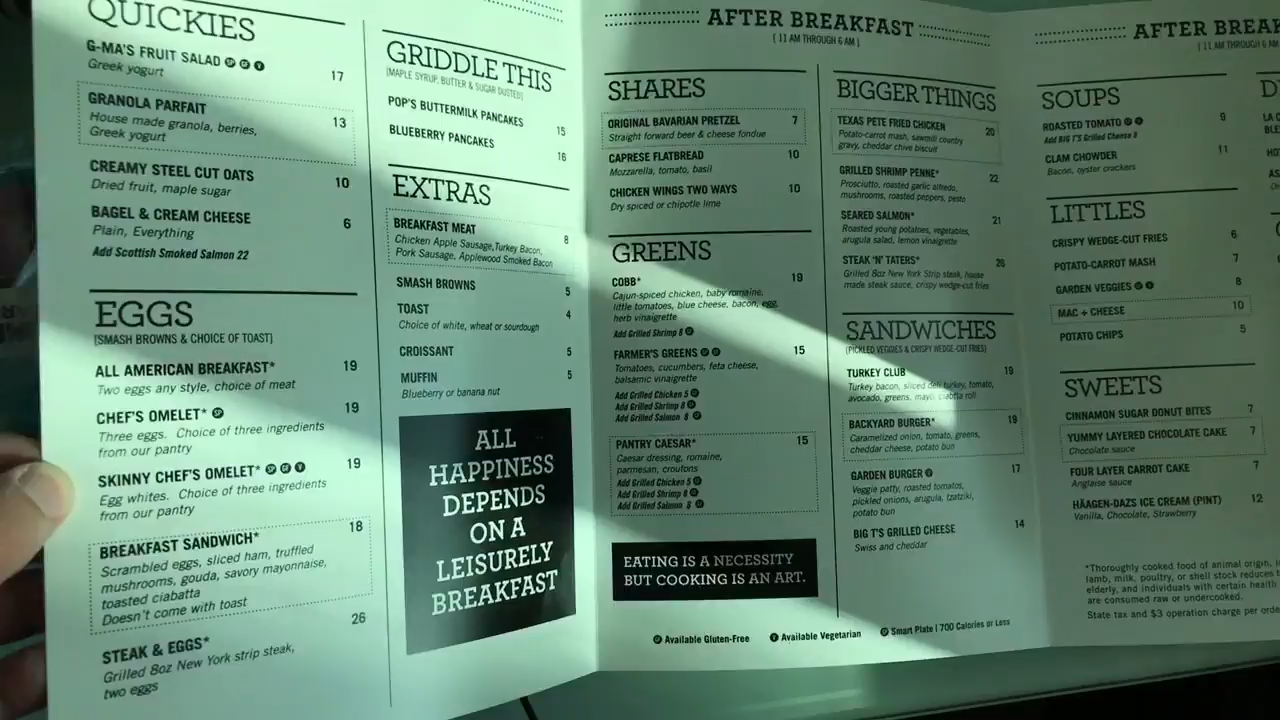 QUICKIES
G-MA'S FRUIT SALAD
Greek yogurt
17
GRANOLA PARFAIT
House made granola, berries,
Greek yogurt
13
CREAMY STEEL CUT OATS
Dried fruit, maple sugar
10
BAGEL & CREAM CHEESE
Plain, Everything
6
Add Scottish Smoked Salmon 22
EGGS
[SMASH BROWNS & CHOICE OF TOAST]
ALL AMERICAN BREAKFAST*
Two eggs any style, choice of meat
19
CHEF'S OMELET*
Three eggs. Choice of three ingredients
from our pantry
19
SKINNY CHEF'S OMELET*
Egg whites. Choice of three ingredients
from our pantry
19
BREAKFAST SANDWICH*
Scrambled eggs, sliced ham, truffled
mushrooms, gouda, savory mayonnaise,
toasted ciabatta
Doesn't come with toast
18
STEAK & EGGS*
Grilled 8oz New York strip steak,
two eggs
26
GRIDDLE THIS
[MAPLE SYRUP, BUTTER & SUGAR DUSTED]
POP'S BUTTERMILK PANCAKES 15
BLUEBERRY PANCAKES 16
EXTRAS
BREAKFAST MEAT
Chicken Apple Sausage,Turkey Bacon,
Pork Sausage, Applewood Smoked Bacon
8
SMASH BROWNS 5
TOAST
Choice of white, wheat or sourdough
4
CROISSANT 5
MUFFIN
Blueberry or banana nut
5
ALL
HAPPINESS
DEPENDS
ON A
LEISURELY
BREAKFAST
AFTER BREAKFAST
[ 11 AM THROUGH 6 AM ]
SHARES
ORIGINAL BAVARIAN PRETZEL
Straight forward beer & cheese fondue
7
CAPRESE FLATBREAD
Mozzarella, tomato, basil
10
CHICKEN WINGS TWO WAYS
Dry spiced or chipotle lime
10
GREENS
COBB*
Cajun-spiced chicken, baby romaine,
little tomatoes, blue cheese, bacon, egg,
herb vinaigrette
19
Add Grilled Shrimp 8
FARMER'S GREENS
Tomatoes, cucumbers, feta cheese,
balsamic vinaigrette
15
Add Grilled Chicken 5
Add Grilled Shrimp 8
Add Grilled Salmon 8
PANTRY CAESAR*
Caesar dressing, romaine,
parmesan, croutons
15
Add Grilled Chicken 5
Add Grilled Shrimp 8
Add Grilled Salmon 8
EATING IS A NECESSITY
BUT COOKING IS AN ART.
BIGGER THINGS
TEXAS PETE FRIED CHICKEN
Potato-carrot mash, sawmill country
gravy, cheddar chive biscuit
20
GRILLED SHRIMP PENNE*
Prosciutto, roasted garlic alfredo,
mushrooms, roasted peppers, pesto
22
SEARED SALMON*
Roasted young potatoes, vegetables,
arugula salad, lemon vinaigrette
21
STEAK 'N' TATERS*
Grilled 8oz New York Strip steak, house
made steak sauce, crispy wedge-cut fries
26
SANDWICHES
[PICKLED VEGGIES & CRISPY WEDGE-CUT FRIES]
TURKEY CLUB
Turkey bacon, sliced deli turkey, tomato,
avocado, greens, mayo, ciabatta roll
19
BACKYARD BURGER*
Caramelized onion, tomato, greens,
cheddar cheese, potato bun
19
GARDEN BURGER
Veggie patty, roasted tomatoes,
pickled onions, arugula, tzatziki,
potato bun
17
BIG T'S GRILLED CHEESE
Swiss and cheddar
14
Available Gluten-Free
Available Vegetarian
Smart Plate | 700 Calories or Less
AFTER BREAK
[ 11 AM THROUGH 6 AM
SOUPS
ROASTED TOMATO
Add BIG T'S Grilled Cheese 8
9
CLAM CHOWDER
Bacon, oyster crackers
11
LITTLES
CRISPY WEDGE-CUT FRIES 6
POTATO-CARROT MASH 7
GARDEN VEGGIES 8
MAC + CHEESE 10
POTATO CHIPS 5
SWEETS
CINNAMON SUGAR DONUT BITES 7
YUMMY LAYERED CHOCOLATE CAKE
Chocolate sauce
7
FOUR LAYER CARROT CAKE
Anglaise sauce
7
HÄAGEN-DAZS ICE CREAM (PINT)
Vanilla, Chocolate, Strawberry
12
*Thoroughly cooked food of animal origin,
lamb, milk, poultry, or shell stock reduces
elderly, and individuals with certain health
are consumed raw or undercooked.
State tax and $3 operation charge per